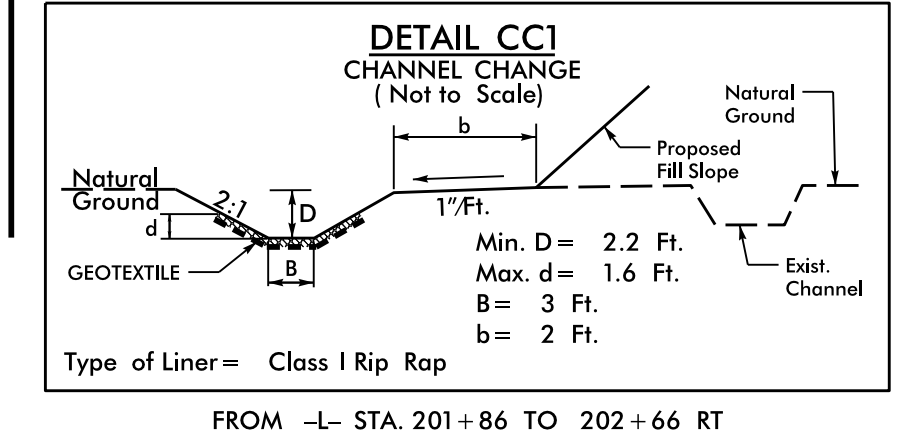 DETAIL CC1
CHANNEL CHANGE
( Not to Scale)
b
Natural
Ground
Proposed
Fill Slope
Natural
Ground
2:1
D
1"/Ft.
d
GEOTEXTILE
B
Min. D = 2.2 Ft.
Max. d = 1.6 Ft.
B = 3 Ft.
b = 2 Ft.
Exist.
Channel
Type of Liner = Class I Rip Rap
FROM -L- STA. 201+86 TO 202+66 RT